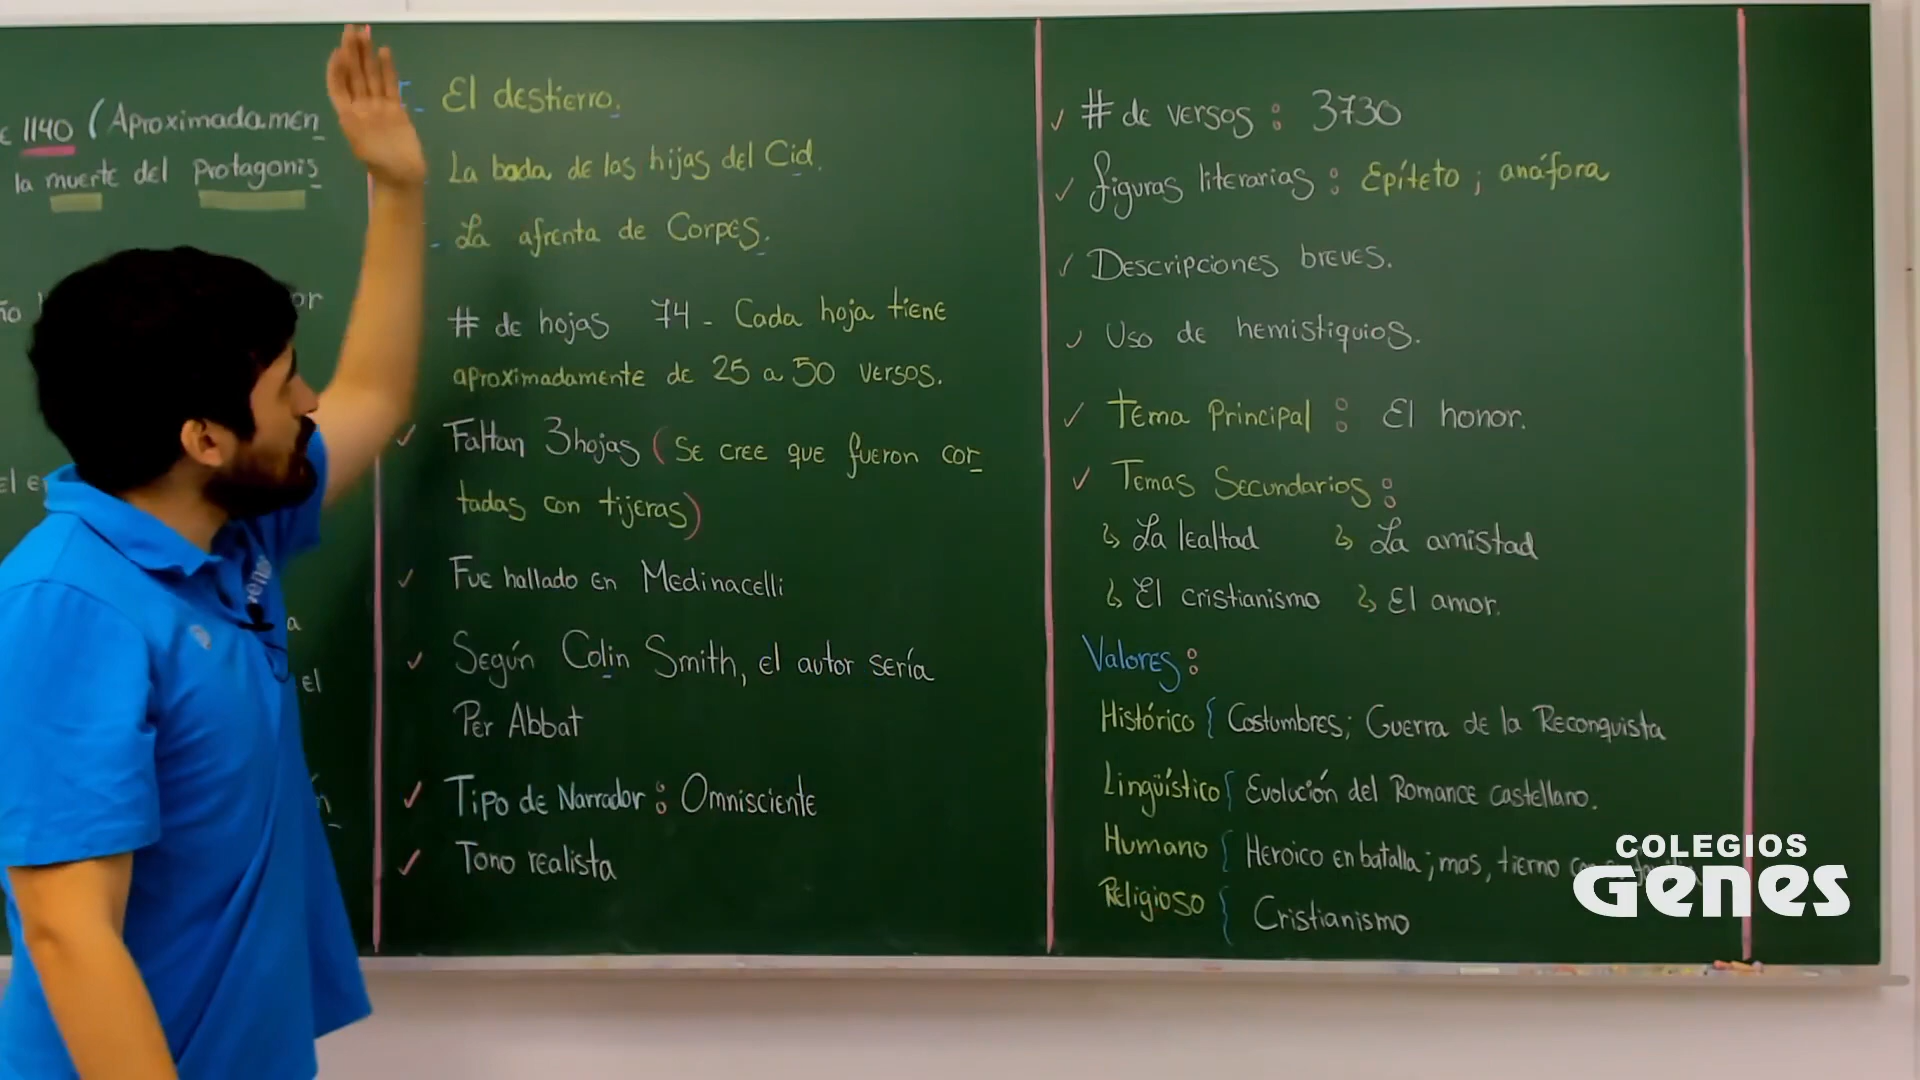 1140 (Aproximadamen
la muerte del Protagonis
or
a
el
El destierro.
La boda de las hijas del Cid.
- La afrenta de Corpes.
# de hojas 74 - Cada hoja tiene
aproximadamente de 25 a 50 versos.
✓ Faltan 3 hojas (Se cree que fueron cor
tadas con tijeras)
✓ Fue hallado en Medinacelli
✓ Según Colin Smith, el autor sería
Per Abbat
✓ Tipo de Narrador: Omnisciente
✓ Tono realista
✓ # de versos: 3730
✓ figuras literarias: Epíteto; anáfora
✓ Descripciones breves.
✓ Uso de hemistiquios.
✓ Tema Principal: El honor.
✓ Temas Secundarios:
↳ La lealtad ↳ La amistad
↳ El cristianismo ↳ El amor.
Valores:
Histórico { Costumbres; Guerra de la Reconquista
Lingüístico { Evolución del Romance castellano.
Humano { Heroico en batalla; mas, tierno
Religioso { Cristianismo
COLEGIOS
Genes